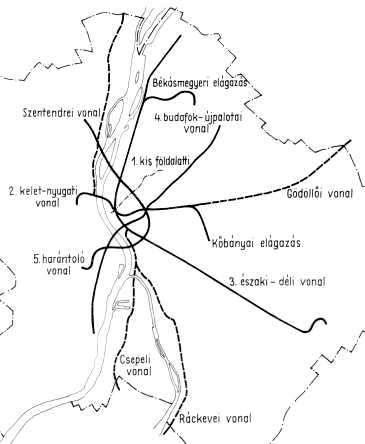 Békásmegyeri elágazás
Szentendrei vonal
4. budafok-újpalotai
vonal
1. kis földalatti
2. kelet-nyugati
vonal
Gödöllői vonal
Kőbányai elágazás
5. harántoló
vonal
3. északi-déli vonal
Csepeli
vonal
Ráckevei vonal